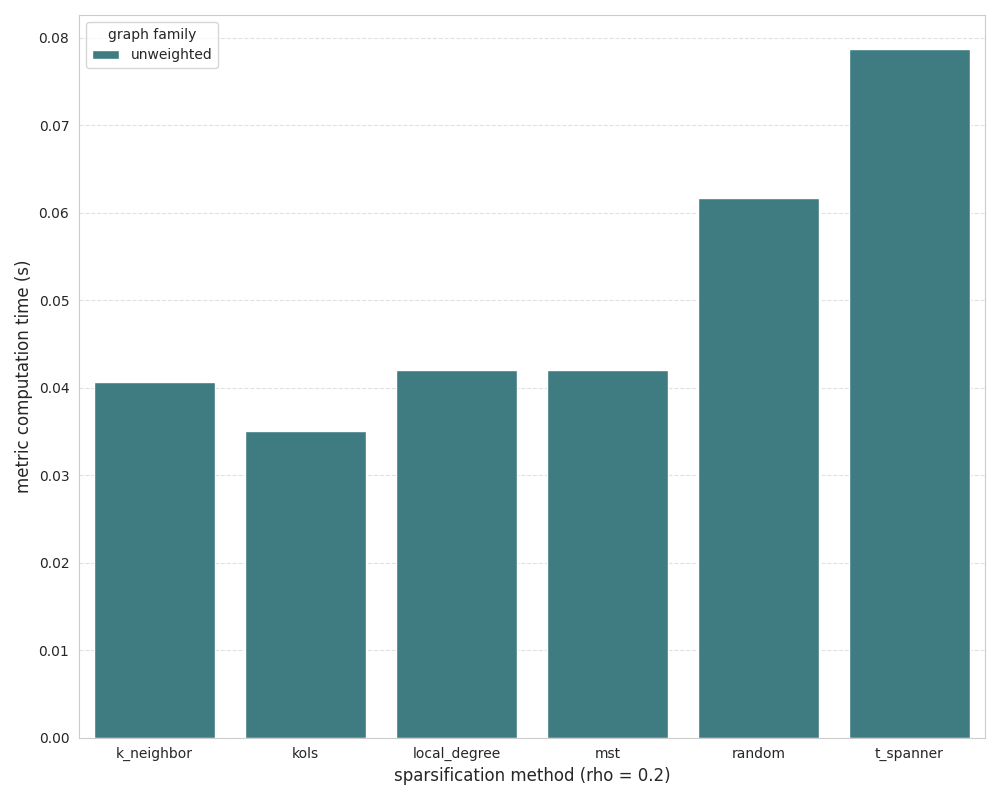 graph family
unweighted
metric computation time (s)
0.08
0.07
0.06
0.05
0.04
0.03
0.02
0.01
0.00
k_neighbor kols local_degree mst random t_spanner
sparsification method (rho = 0.2)